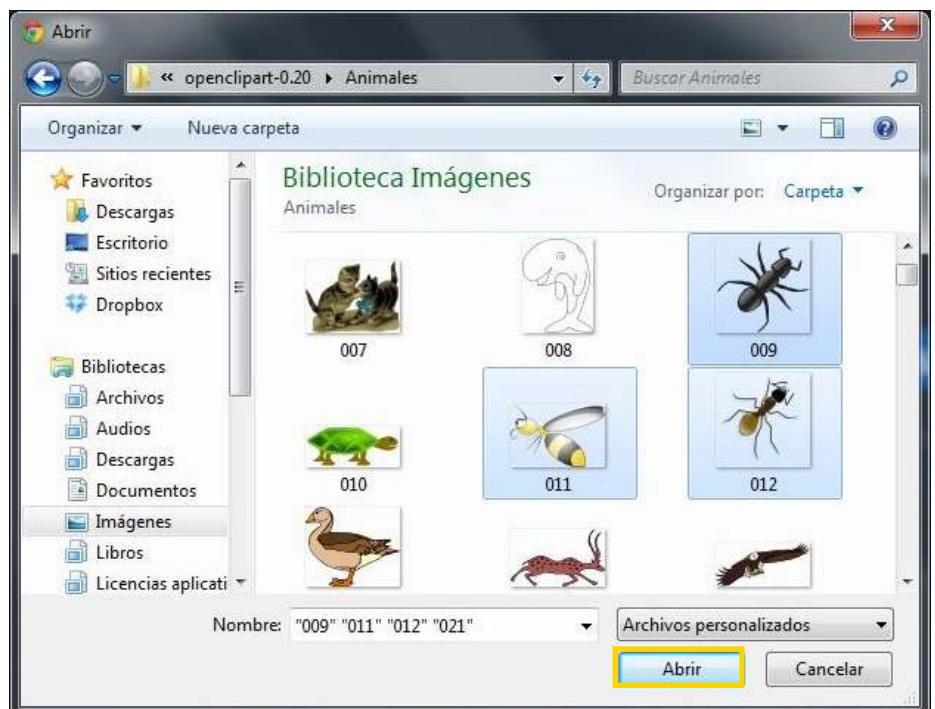 Abrir
« openclipart-0.20 ▸ Animales
Buscar Animales
Organizar
Nueva carpeta
Favoritos
Descargas
Escritorio
Sitios recientes
Dropbox
Bibliotecas
Archivos
Audios
Descargas
Documentos
Imágenes
Libros
Licencias aplicati
Biblioteca Imágenes
Animales
Organizar por: Carpeta
007
008
009
010
011
012
Nombre: "009" "011" "012" "021"
Archivos personalizados
Abrir
Cancelar